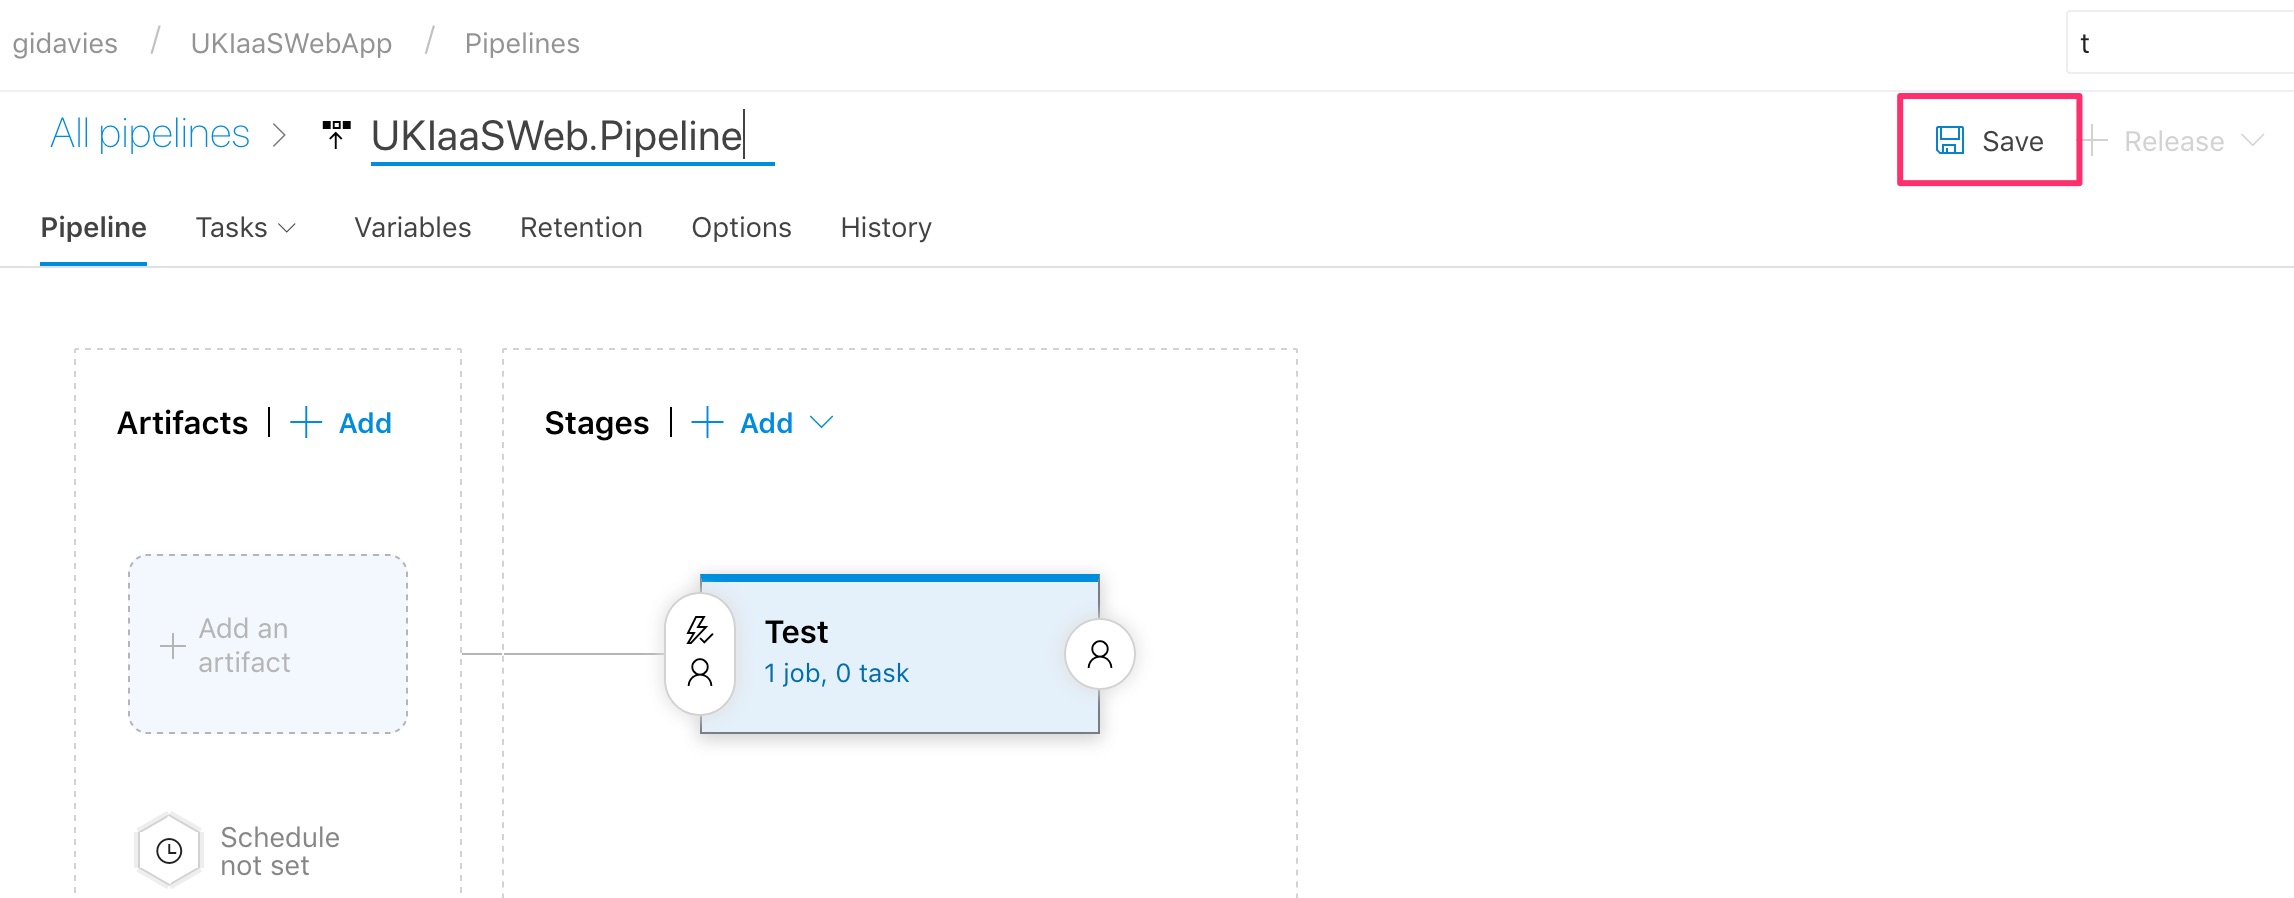 gidavies / UKIaaSWebApp / Pipelines
t
All pipelines > UKIaaSWeb.Pipeline
Save
+ Release
Pipeline Tasks Variables Retention Options History
Artifacts | + Add
Stages | + Add
+ Add an
artifact
Test
1 job, 0 task
Schedule
not set